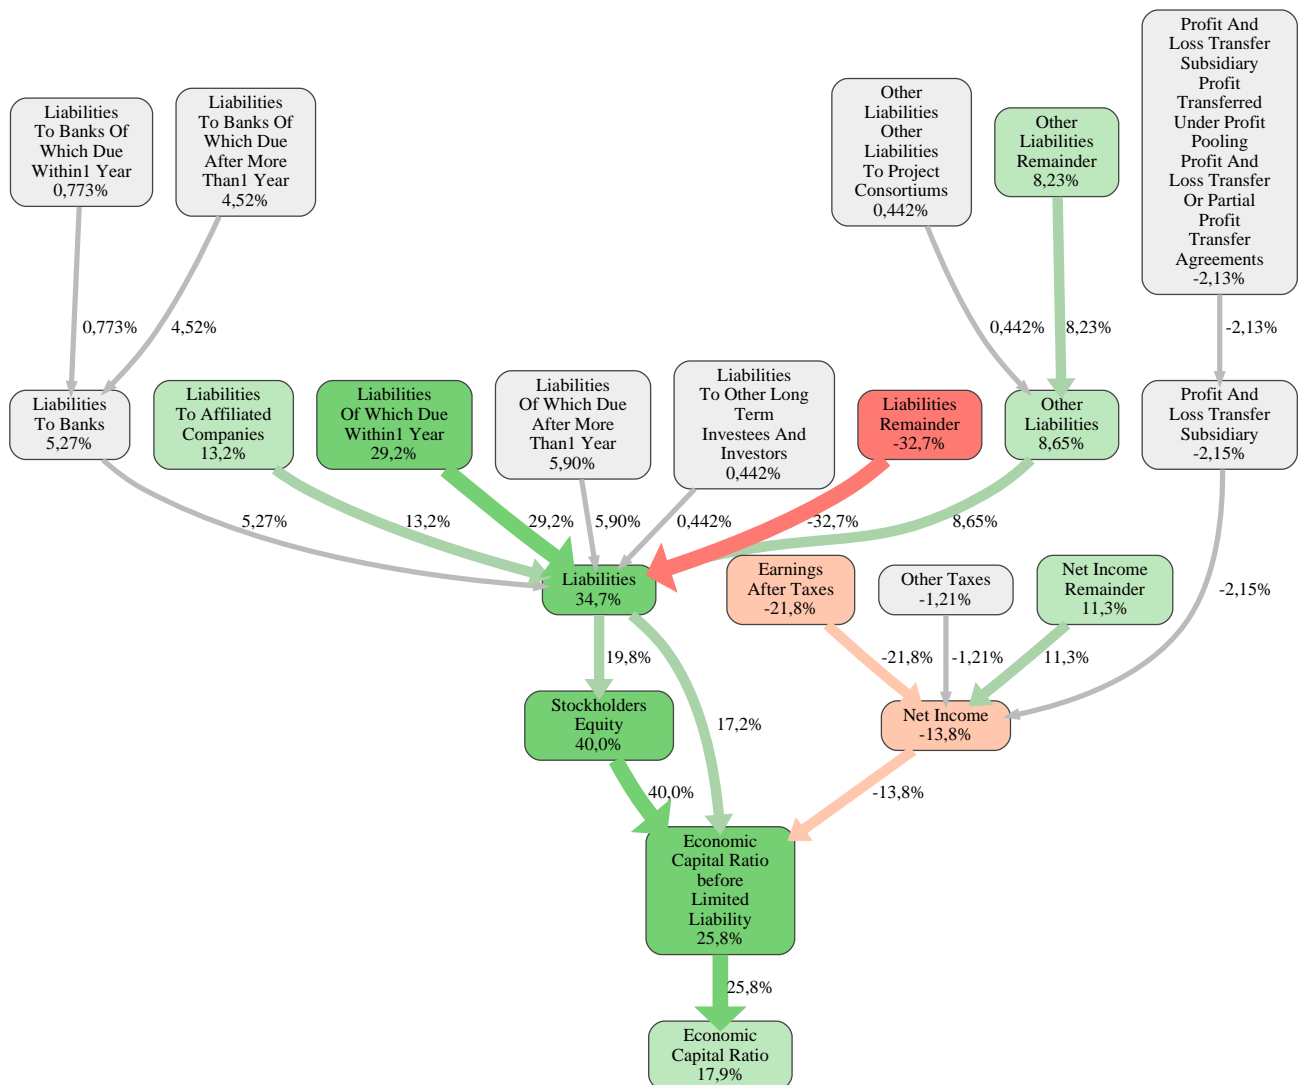 Profit And
Loss Transfer
Subsidiary
Profit
Transferred
Under Profit
Pooling
Profit And
Loss Transfer
Or Partial
Profit
Transfer
Agreements
-2,13%
Liabilities
To Banks Of
Which Due
Within1 Year
0,773%
Liabilities
To Banks Of
Which Due
After More
Than1 Year
4,52%
Other
Liabilities
Other
Liabilities
To Project
Consortiums
0,442%
Other
Liabilities
Remainder
8,23%
0,773%
4,52%
0,442%
8,23%
-2,13%
Liabilities
To Banks
5,27%
Liabilities
To Affiliated
Companies
13,2%
Liabilities
Of Which Due
Within1 Year
29,2%
Liabilities
Of Which Due
After More
Than1 Year
5,90%
Liabilities
To Other Long
Term
Investees And
Investors
0,442%
Liabilities
Remainder
-32,7%
Other
Liabilities
8,65%
Profit And
Loss Transfer
Subsidiary
-2,15%
5,27%
13,2%
29,2%
5,90%
0,442%
-32,7%
8,65%
-2,15%
Liabilities
34,7%
Earnings
After Taxes
-21,8%
Other Taxes
-1,21%
Net Income
Remainder
11,3%
19,8%
-21,8%
-1,21%
11,3%
Stockholders
Equity
40,0%
17,2%
Net Income
-13,8%
40,0%
-13,8%
Economic
Capital Ratio
before
Limited
Liability
25,8%
25,8%
Economic
Capital Ratio
17,9%